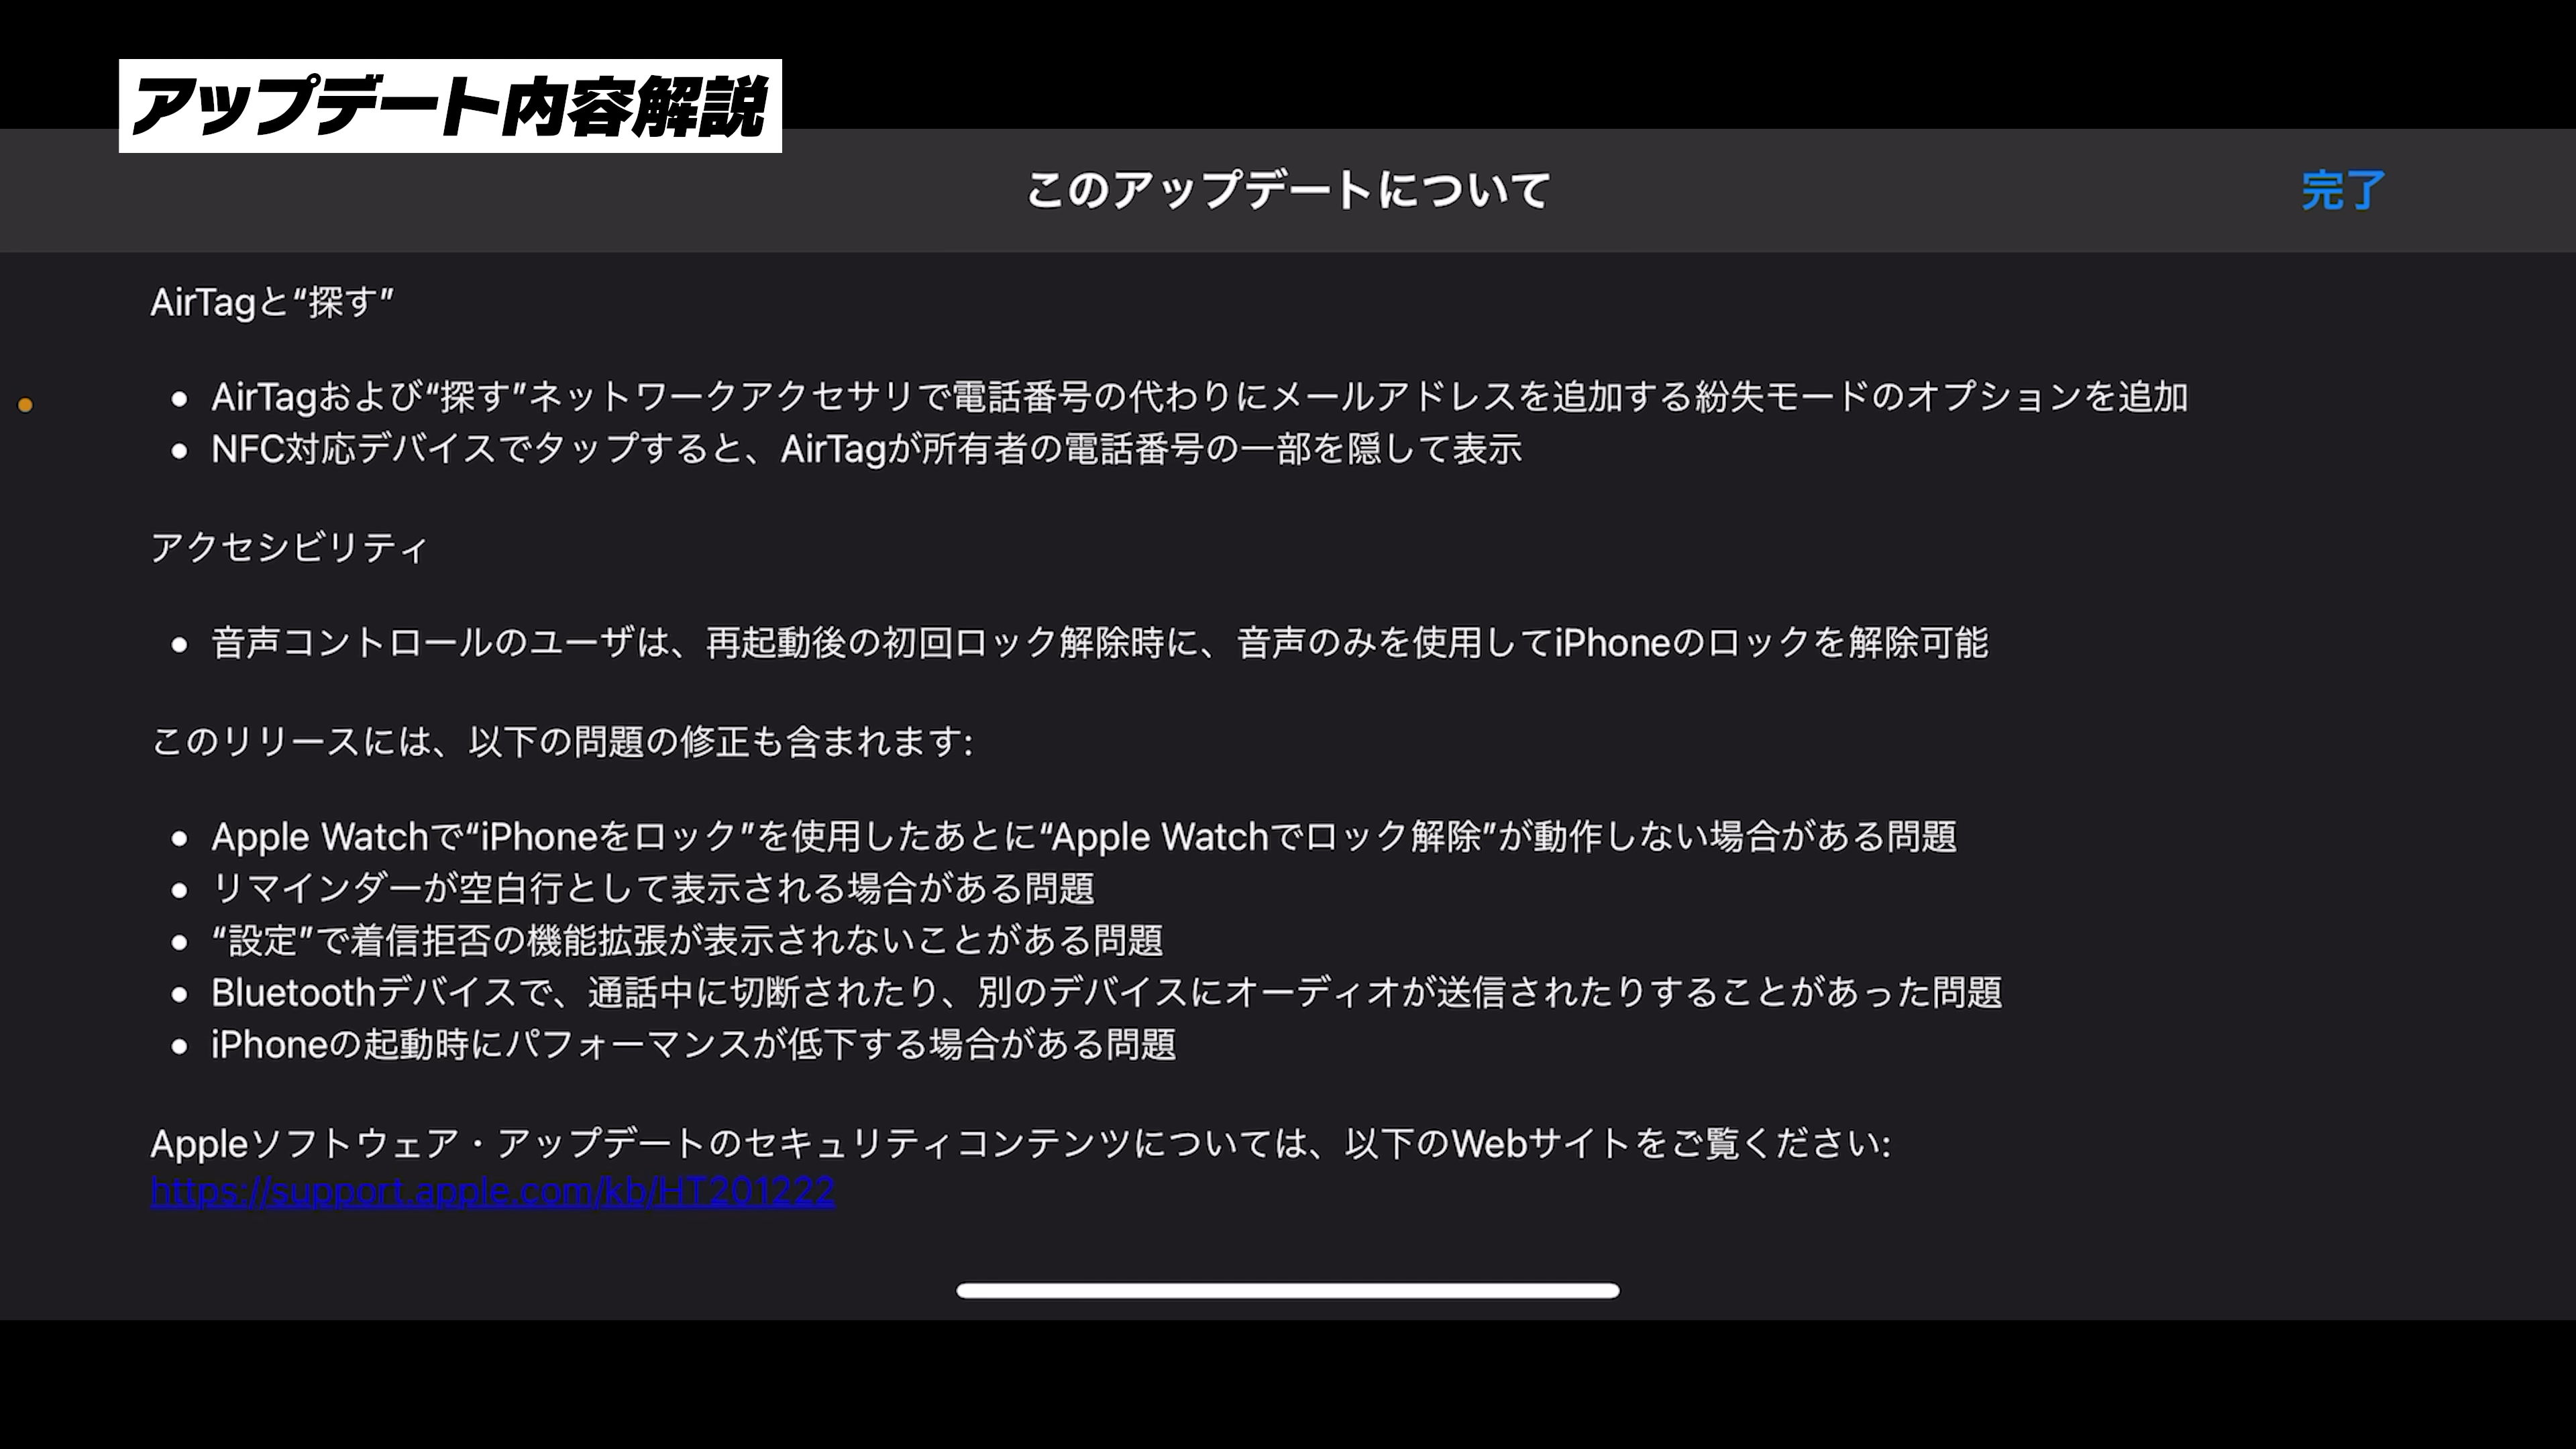 アップデート内容解説
このアップデートについて
完了
AirTagと“探す”
• AirTagおよび“探す”ネットワークアクセサリで電話番号の代わりにメールアドレスを追加する紛失モードのオプションを追加
• NFC対応デバイスでタップすると、AirTagが所有者の電話番号の一部を隠して表示
アクセシビリティ
• 音声コントロールのユーザは、再起動後の初回ロック解除時に、音声のみを使用してiPhoneのロックを解除可能
このリリースには、以下の問題の修正も含まれます:
• Apple Watchで“iPhoneをロック”を使用したあとに“Apple Watchでロック解除”が動作しない場合がある問題
• リマインダーが空白行として表示される場合がある問題
• “設定”で着信拒否の機能拡張が表示されないことがある問題
• Bluetoothデバイスで、通話中に切断されたり、別のデバイスにオーディオが送信されたりすることがあった問題
• iPhoneの起動時にパフォーマンスが低下する場合がある問題
Appleソフトウェア・アップデートのセキュリティコンテンツについては、以下のWebサイトをご覧ください:
https://support.apple.com/kb/HT201222